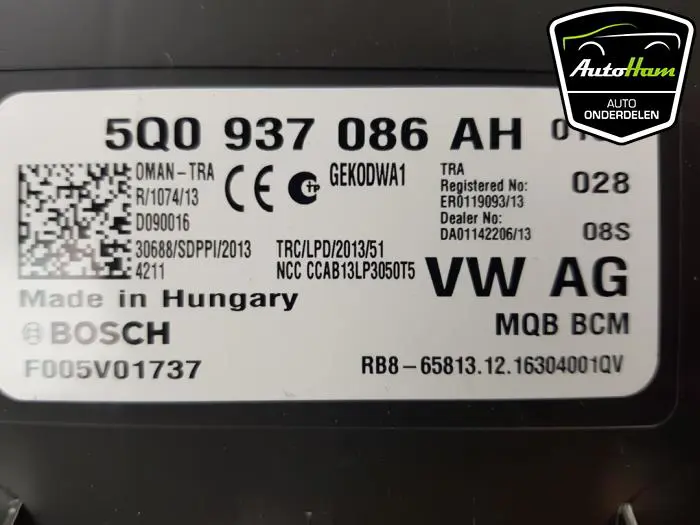 AutoHam
AUTO
ONDERDELEN
5Q0 937 086 AH
OMAN-TRA
R/1074/13
D090016
CE
TP
GEKODWA1
TRA
Registered No:
ER0119093/13
Dealer No:
DA01142206/13
028
08S
30688/SDPPI/2013
4211
TRC/LPD/2013/51
NCC CCAB13LP3050T5
VW AG
Made in Hungary
BOSCH
MQB BCM
F005V01737
RB8-65813.12.16304001QV